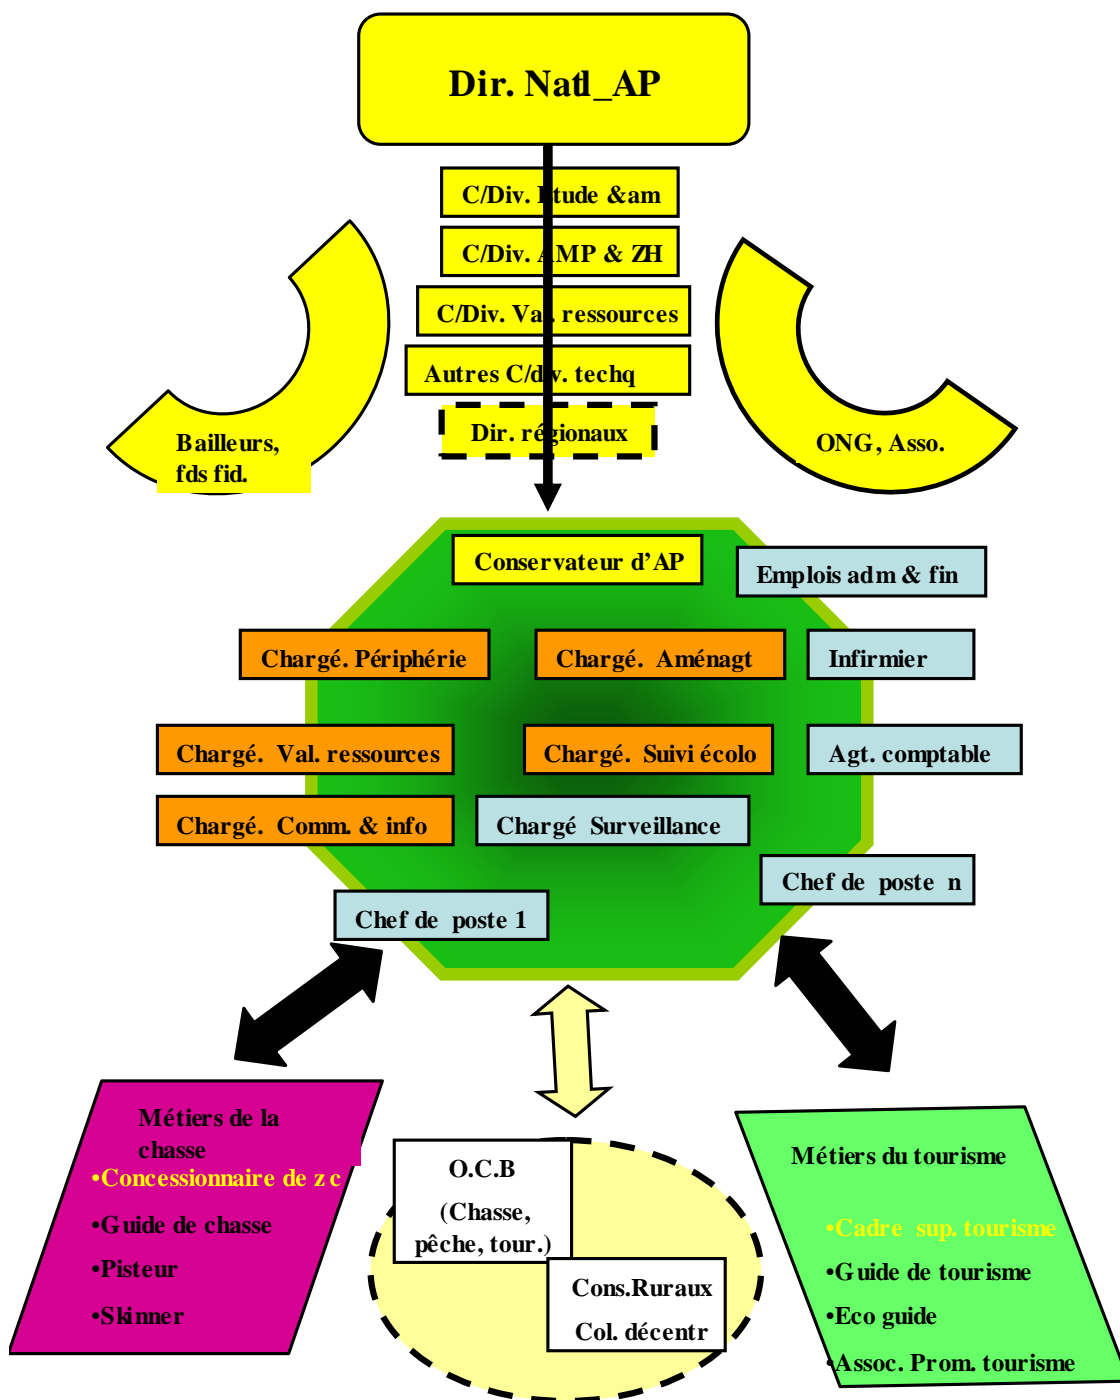 Dir. Natl_AP
C/Div. Etude &am
C/Div. AMP & ZH
C/Div. Val. ressources
Autres C/div. techq
Dir. régionaux
Bailleurs,
fds fid.
ONG, Asso.
Conservateur d'AP
Emplois adm & fin
Chargé. Périphérie
Chargé. Aménagt
Infirmier
Chargé. Val. ressources
Chargé. Suivi écolo
Agt. comptable
Chargé. Comm. & info
Chargé Surveillance
Chef de poste n
Chef de poste 1
Métiers de la
chasse
•Concessionnaire de zc
•Guide de chasse
•Pisteur
•Skinner
O.C.B
(Chasse,
pêche, tour.)
Cons.Ruraux
Col. décentr
Métiers du tourisme
•Cadre sup. tourisme
•Guide de tourisme
•Eco guide
•Assoc. Prom. tourisme